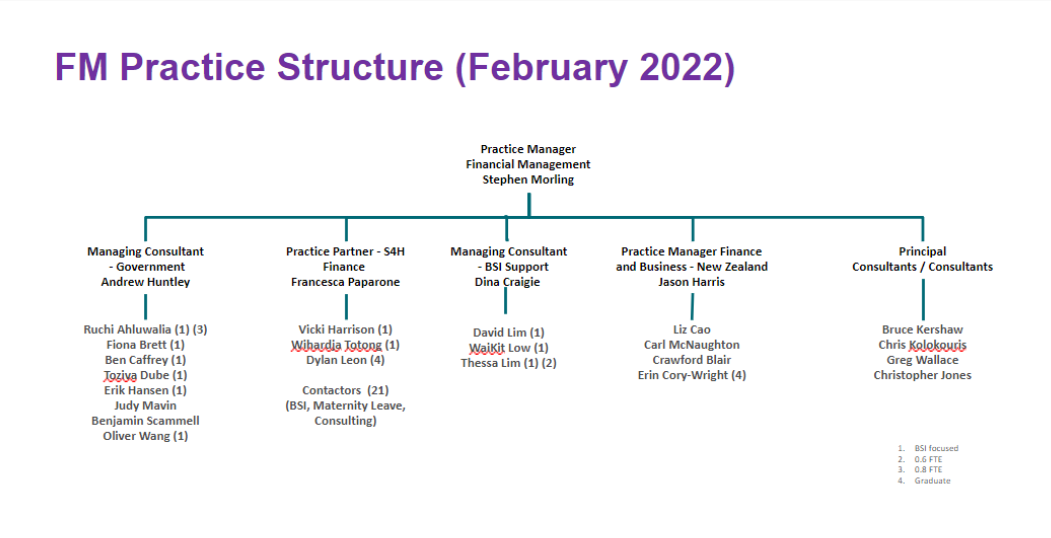 FM Practice Structure (February 2022)
Practice Manager
Financial Management
Stephen Morling
Managing Consultant
- Government
Andrew Huntley
Ruchi Ahluwalia (1) (3)
Fiona Brett (1)
Ben Caffrey (1)
Toziya Dube (1)
Erik Hansen (1)
Judy Mavin
Benjamin Scammell
Oliver Wang (1)
Practice Partner - S4H
Finance
Francesca Paparone
Vicki Harrison (1)
Wihardja Totong (1)
Dylan Leon (4)
Contactors (21)
(BSI, Maternity Leave,
Consulting)
Managing Consultant
- BSI Support
Dina Craigie
David Lim (1)
WaiKit Low (1)
Thessa Lim (1) (2)
Practice Manager Finance
and Business - New Zealand
Jason Harris
Liz Cao
Carl McNaughton
Crawford Blair
Erin Cory-Wright (4)
Principal
Consultants / Consultants
Bruce Kershaw
Chris Kolokouris
Greg Wallace
Christopher Jones
1. BSI focused
2. 0.6 FTE
3. 0.8 FTE
4. Graduate